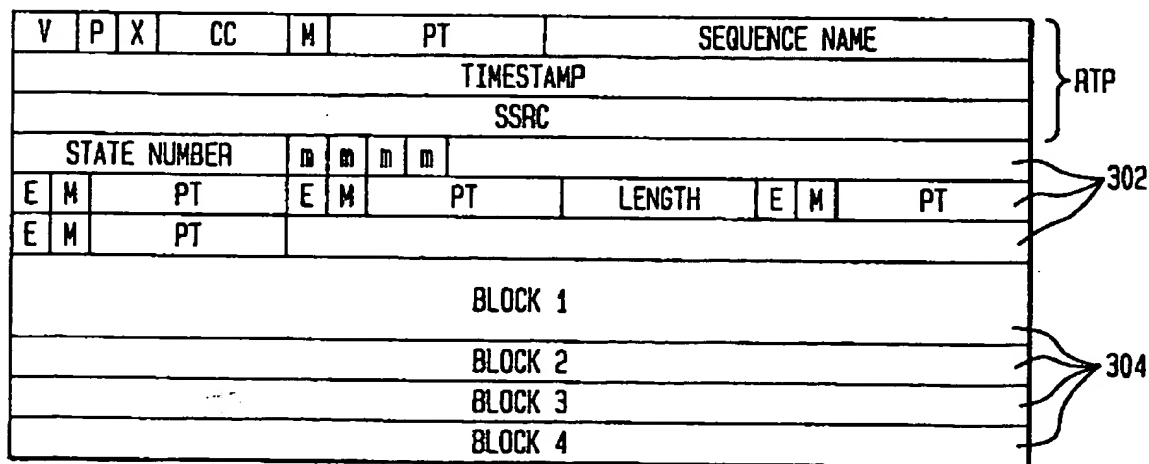 V P X CC M PT SEQUENCE NAME
TIMESTAMP
RTP
SSRC
STATE NUMBER m m m m
302
E M PT E M PT LENGTH E M PT
E M PT
BLOCK 1
BLOCK 2
304
BLOCK 3
BLOCK 4